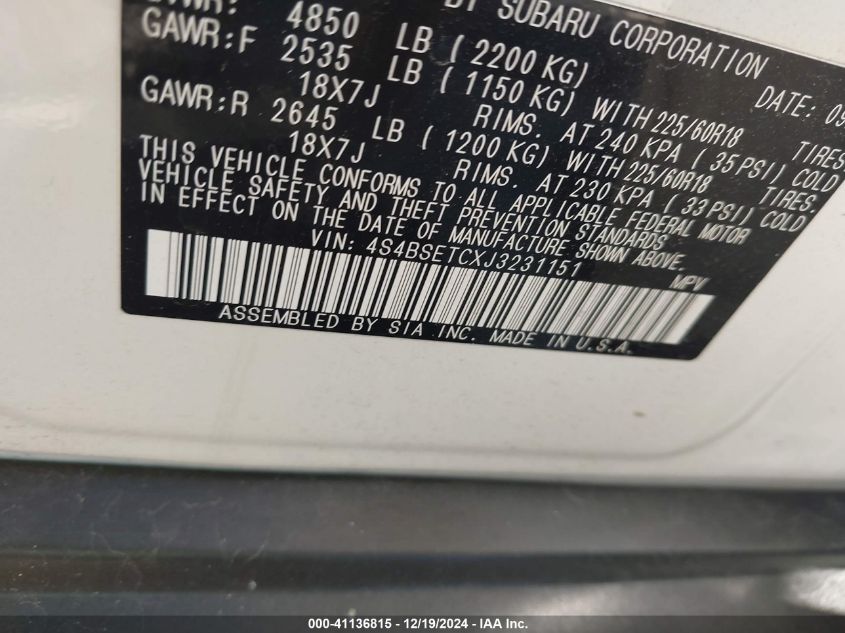 GVWR: 4850 LB ( 2200 KG)
BY SUBARU CORPORATION
DATE: 09
GAWR:F 2535 LB ( 1150 KG) WITH 225/60R18 TIRES
18X7J RIMS. AT 240 KPA ( 35 PSI) COLD
GAWR:R 2645 LB ( 1200 KG) WITH 225/60R18 TIRES.
18X7J RIMS. AT 230 KPA ( 33 PSI) COLD.
THIS VEHICLE CONFORMS TO ALL APPLICABLE FEDERAL MOTOR
VEHICLE SAFETY AND THEFT PREVENTION STANDARDS
IN EFFECT ON THE DATE OF MANUFACTURE SHOWN ABOVE.
VIN: 4S4BSETCXJ3231151
MPV
ASSEMBLED BY SIA INC. MADE IN U.S.A.
000-41136815 - 12/19/2024 - IAA Inc.